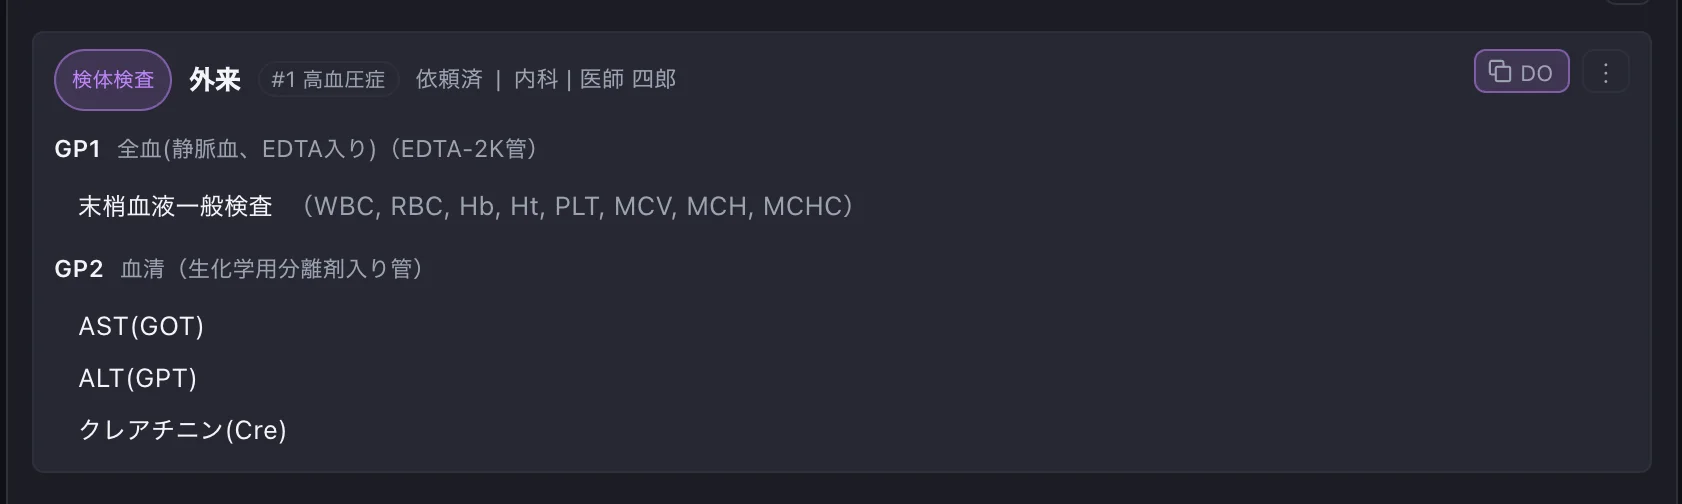 検体検査 外来 #1 高血圧症 依頼済 | 内科 | 医師 四郎 DO
GP1 全血(静脈血、EDTA入り)（EDTA-2K管）
末梢血液一般検査 （WBC, RBC, Hb, Ht, PLT, MCV, MCH, MCHC）
GP2 血清（生化学用分離剤入り管）
AST(GOT)
ALT(GPT)
クレアチニン(Cre)